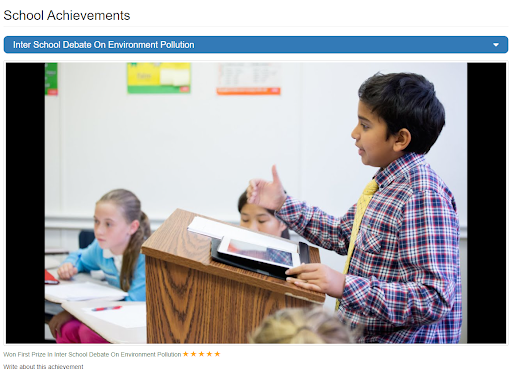 School Achievements
Inter School Debate On Environment Pollution
Won First Prize In Inter School Debate On Environment Pollution ★★★★★
Write about this achievement